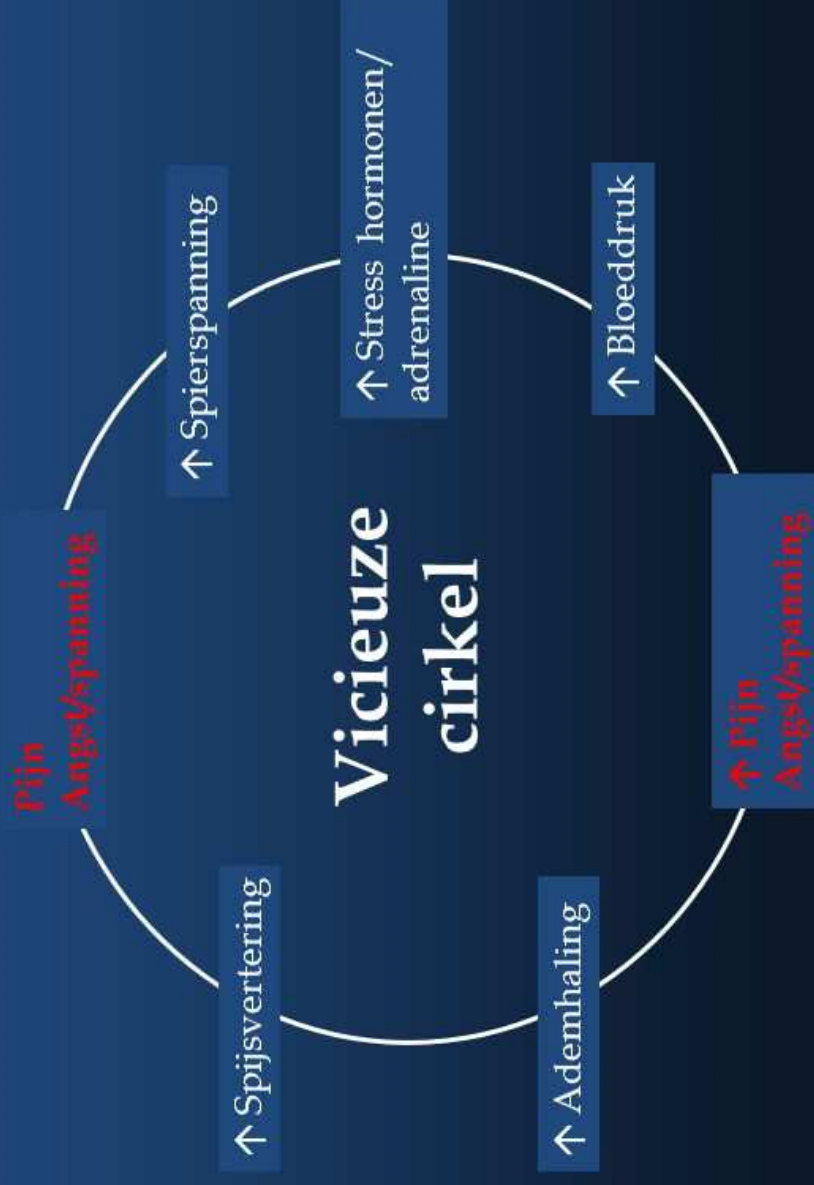 Pijn
Angst/spanning
↑ Spierspanning
↑ Stress hormonen/
adrenaline
↑ Bloeddruk
↑ Pijn
Angst/spanning
↑ Ademhaling
↑ Spijsvertering
Vicieuze
cirkel